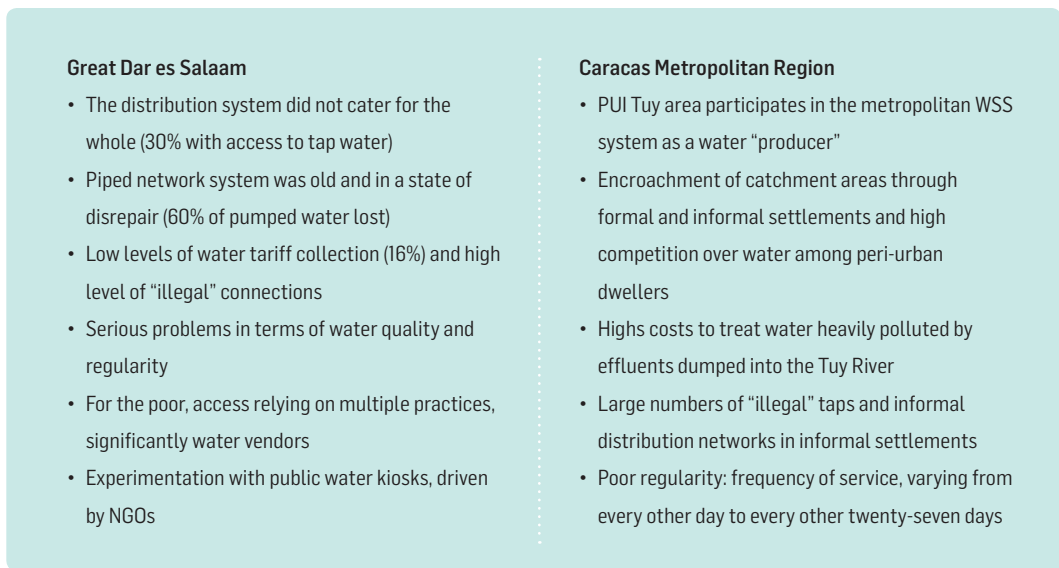 Great Dar es Salaam
• The distribution system did not cater for the
whole (30% with access to tap water)
• Piped network system was old and in a state of
disrepair (60% of pumped water lost)
• Low levels of water tariff collection (16%) and high
level of “illegal” connections
• Serious problems in terms of water quality and
regularity
• For the poor, access relying on multiple practices,
significantly water vendors
• Experimentation with public water kiosks, driven
by NGOs
Caracas Metropolitan Region
• PUI Tuy area participates in the metropolitan WSS
system as a water “producer”
• Encroachment of catchment areas through
formal and informal settlements and high
competition over water among peri-urban
dwellers
• Highs costs to treat water heavily polluted by
effluents dumped into the Tuy River
• Large numbers of “illegal” taps and informal
distribution networks in informal settlements
• Poor regularity: frequency of service, varying from
every other day to every other twenty-seven days